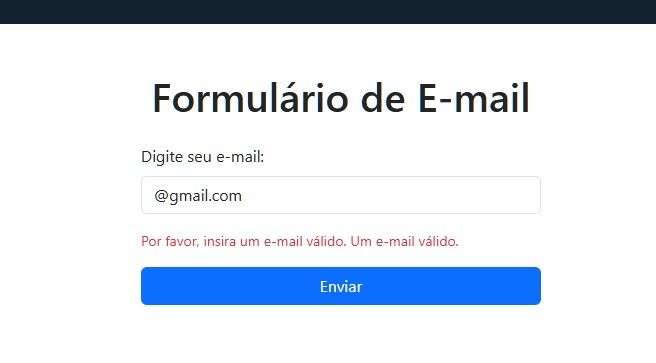 Formulário de E-mail
Digite seu e-mail:
@gmail.com
Por favor, insira um e-mail válido. Um e-mail válido.
Enviar